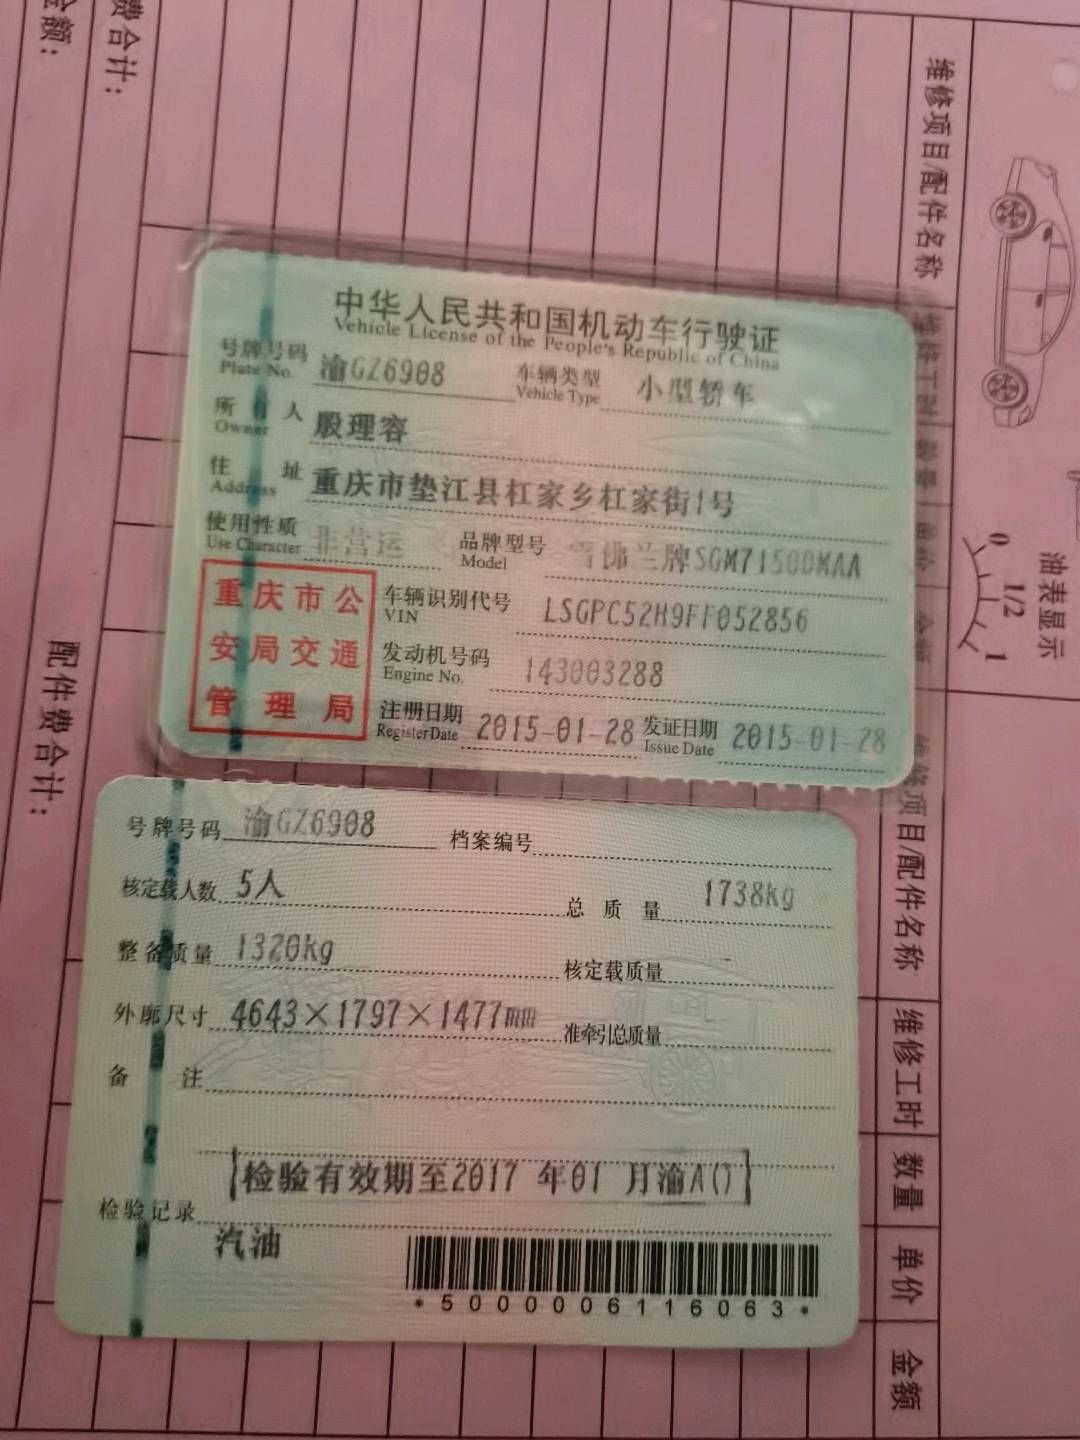 中华人民共和国机动车行驶证
Vehicle License of the People's Republic of China
号牌号码 渝GZ6908 车辆类型 小型轿车
Plate No. Vehicle Type
所有人 殷理容
Owner
住址 重庆市垫江县杠家乡杠家街1号
Address
使用性质 非营运 品牌型号 雪佛兰牌SGM7150DMAA
Use Character Model
重庆市公
安局交通
管理局
车辆识别代号 LSGPC52H9FF052856
VIN
发动机号码 143003288
Engine No.
注册日期 2015-01-28 发证日期 2015-01-28
Register Date Issue Date
号牌号码 渝GZ6908 档案编号
核定载人数 5人 总质量 1738kg
整备质量 1320kg 核定载质量 -
外廓尺寸 4643×1797×1477mm 准牵引总质量
备注
检验有效期至2017年01月渝A()
检验记录
汽油
*5000006116063*
维修项目/配件名称
维修项目/配件名称 维修工时 数量 单价 金额
油表显示
0 1/2 1
费合计:
金额:
配件费合计: